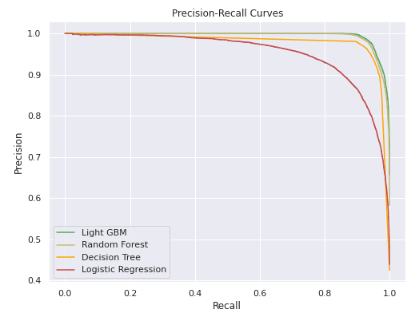 Precision-Recall Curves
1.0
0.9
0.8
0.7
0.6
0.5
0.4
Precision
Light GBM
Random Forest
Decision Tree
Logistic Regression
0.0 0.2 0.4 0.6 0.8 1.0
Recall